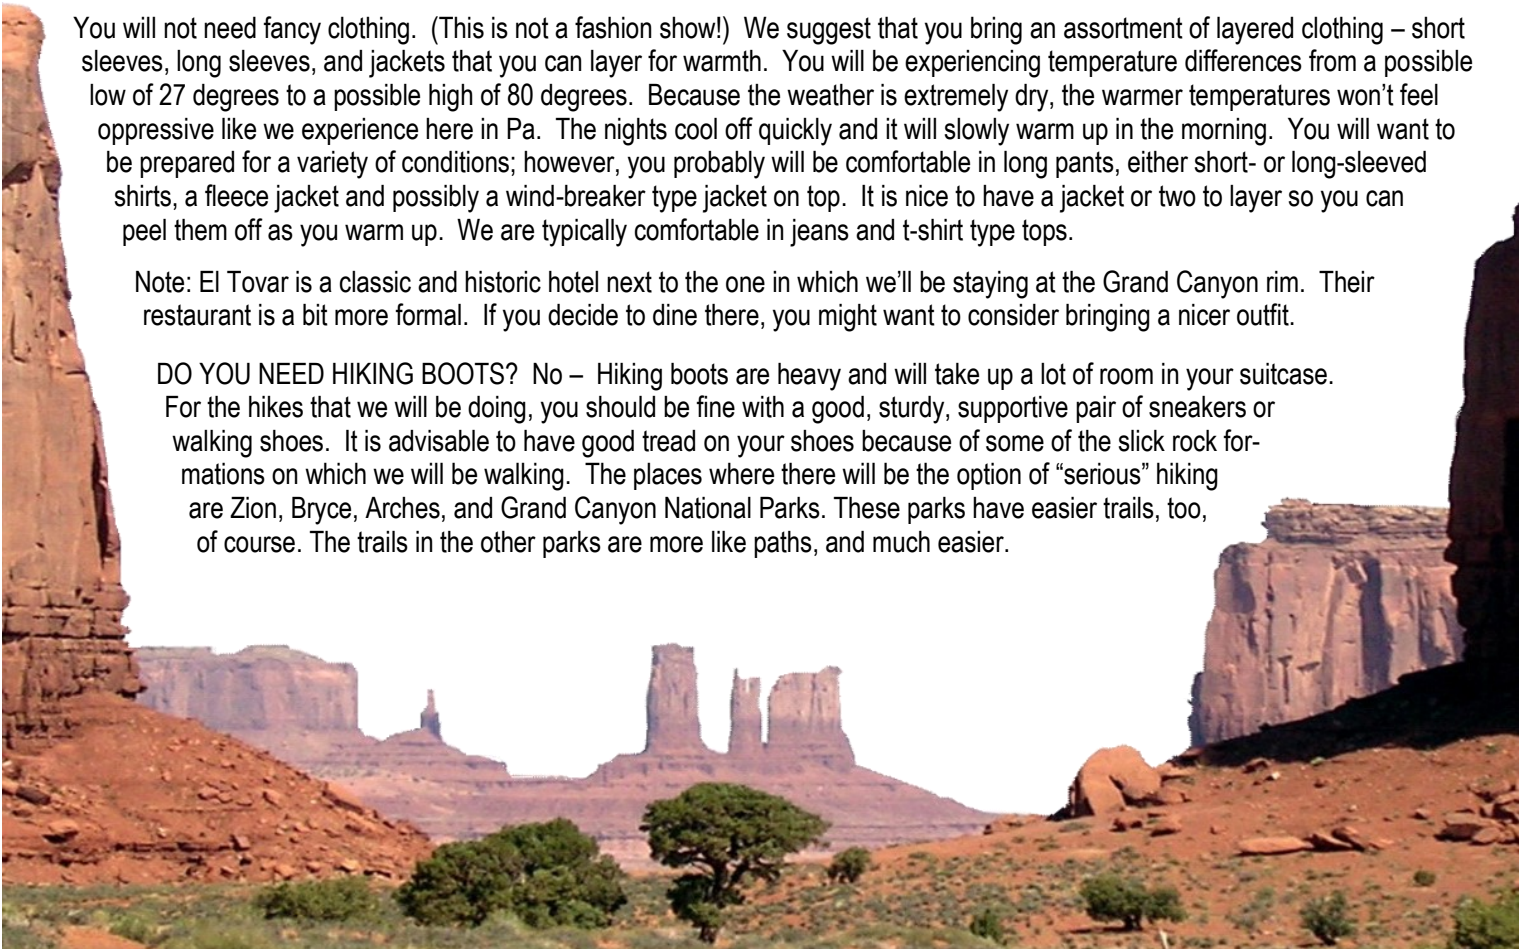 You will not need fancy clothing.  (This is not a fashion show!)  We suggest that you bring an assortment of layered clothing – short
sleeves, long sleeves, and jackets that you can layer for warmth.  You will be experiencing temperature differences from a possible
low of 27 degrees to a possible high of 80 degrees.  Because the weather is extremely dry, the warmer temperatures won’t feel
oppressive like we experience here in Pa.  The nights cool off quickly and it will slowly warm up in the morning.  You will want to
be prepared for a variety of conditions; however, you probably will be comfortable in long pants, either short- or long-sleeved
shirts, a fleece jacket and possibly a wind-breaker type jacket on top.  It is nice to have a jacket or two to layer so you can
peel them off as you warm up.  We are typically comfortable in jeans and t-shirt type tops.
Note: El Tovar is a classic and historic hotel next to the one in which we’ll be staying at the Grand Canyon rim.  Their
restaurant is a bit more formal.  If you decide to dine there, you might want to consider bringing a nicer outfit.
DO YOU NEED HIKING BOOTS?  No –  Hiking boots are heavy and will take up a lot of room in your suitcase.
For the hikes that we will be doing, you should be fine with a good, sturdy, supportive pair of sneakers or
walking shoes.  It is advisable to have good tread on your shoes because of some of the slick rock for-
mations on which we will be walking.  The places where there will be the option of “serious” hiking
are Zion, Bryce, Arches, and Grand Canyon National Parks. These parks have easier trails, too,
of course. The trails in the other parks are more like paths, and much easier.